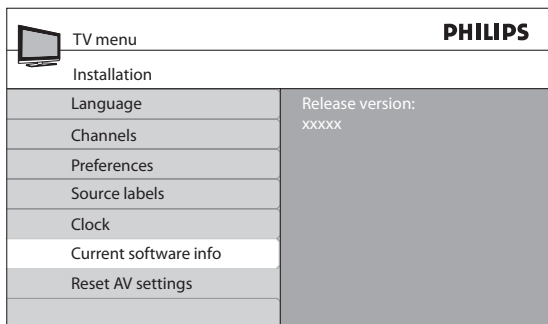 TV menu
PHILIPS
Installation
Language
Channels
Preferences
Source labels
Clock
Current software info
Reset AV settings
Release version:
xxxxx